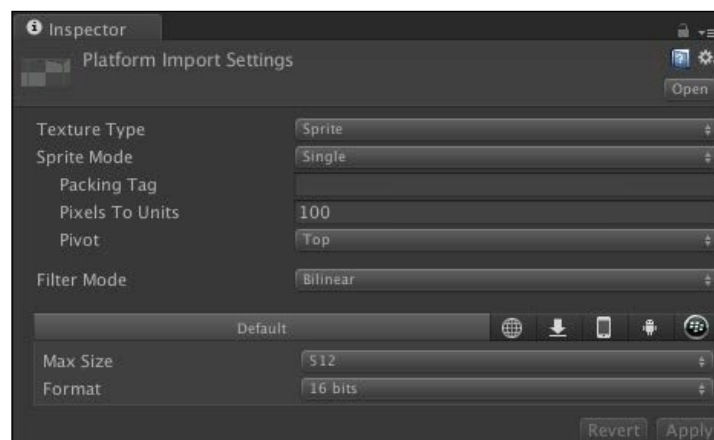 Inspector
Platform Import Settings
Open
Texture Type Sprite
Sprite Mode Single
Packing Tag
Pixels To Units 100
Pivot Top
Filter Mode Bilinear
Default
Max Size 512
Format 16 bits
Revert Apply